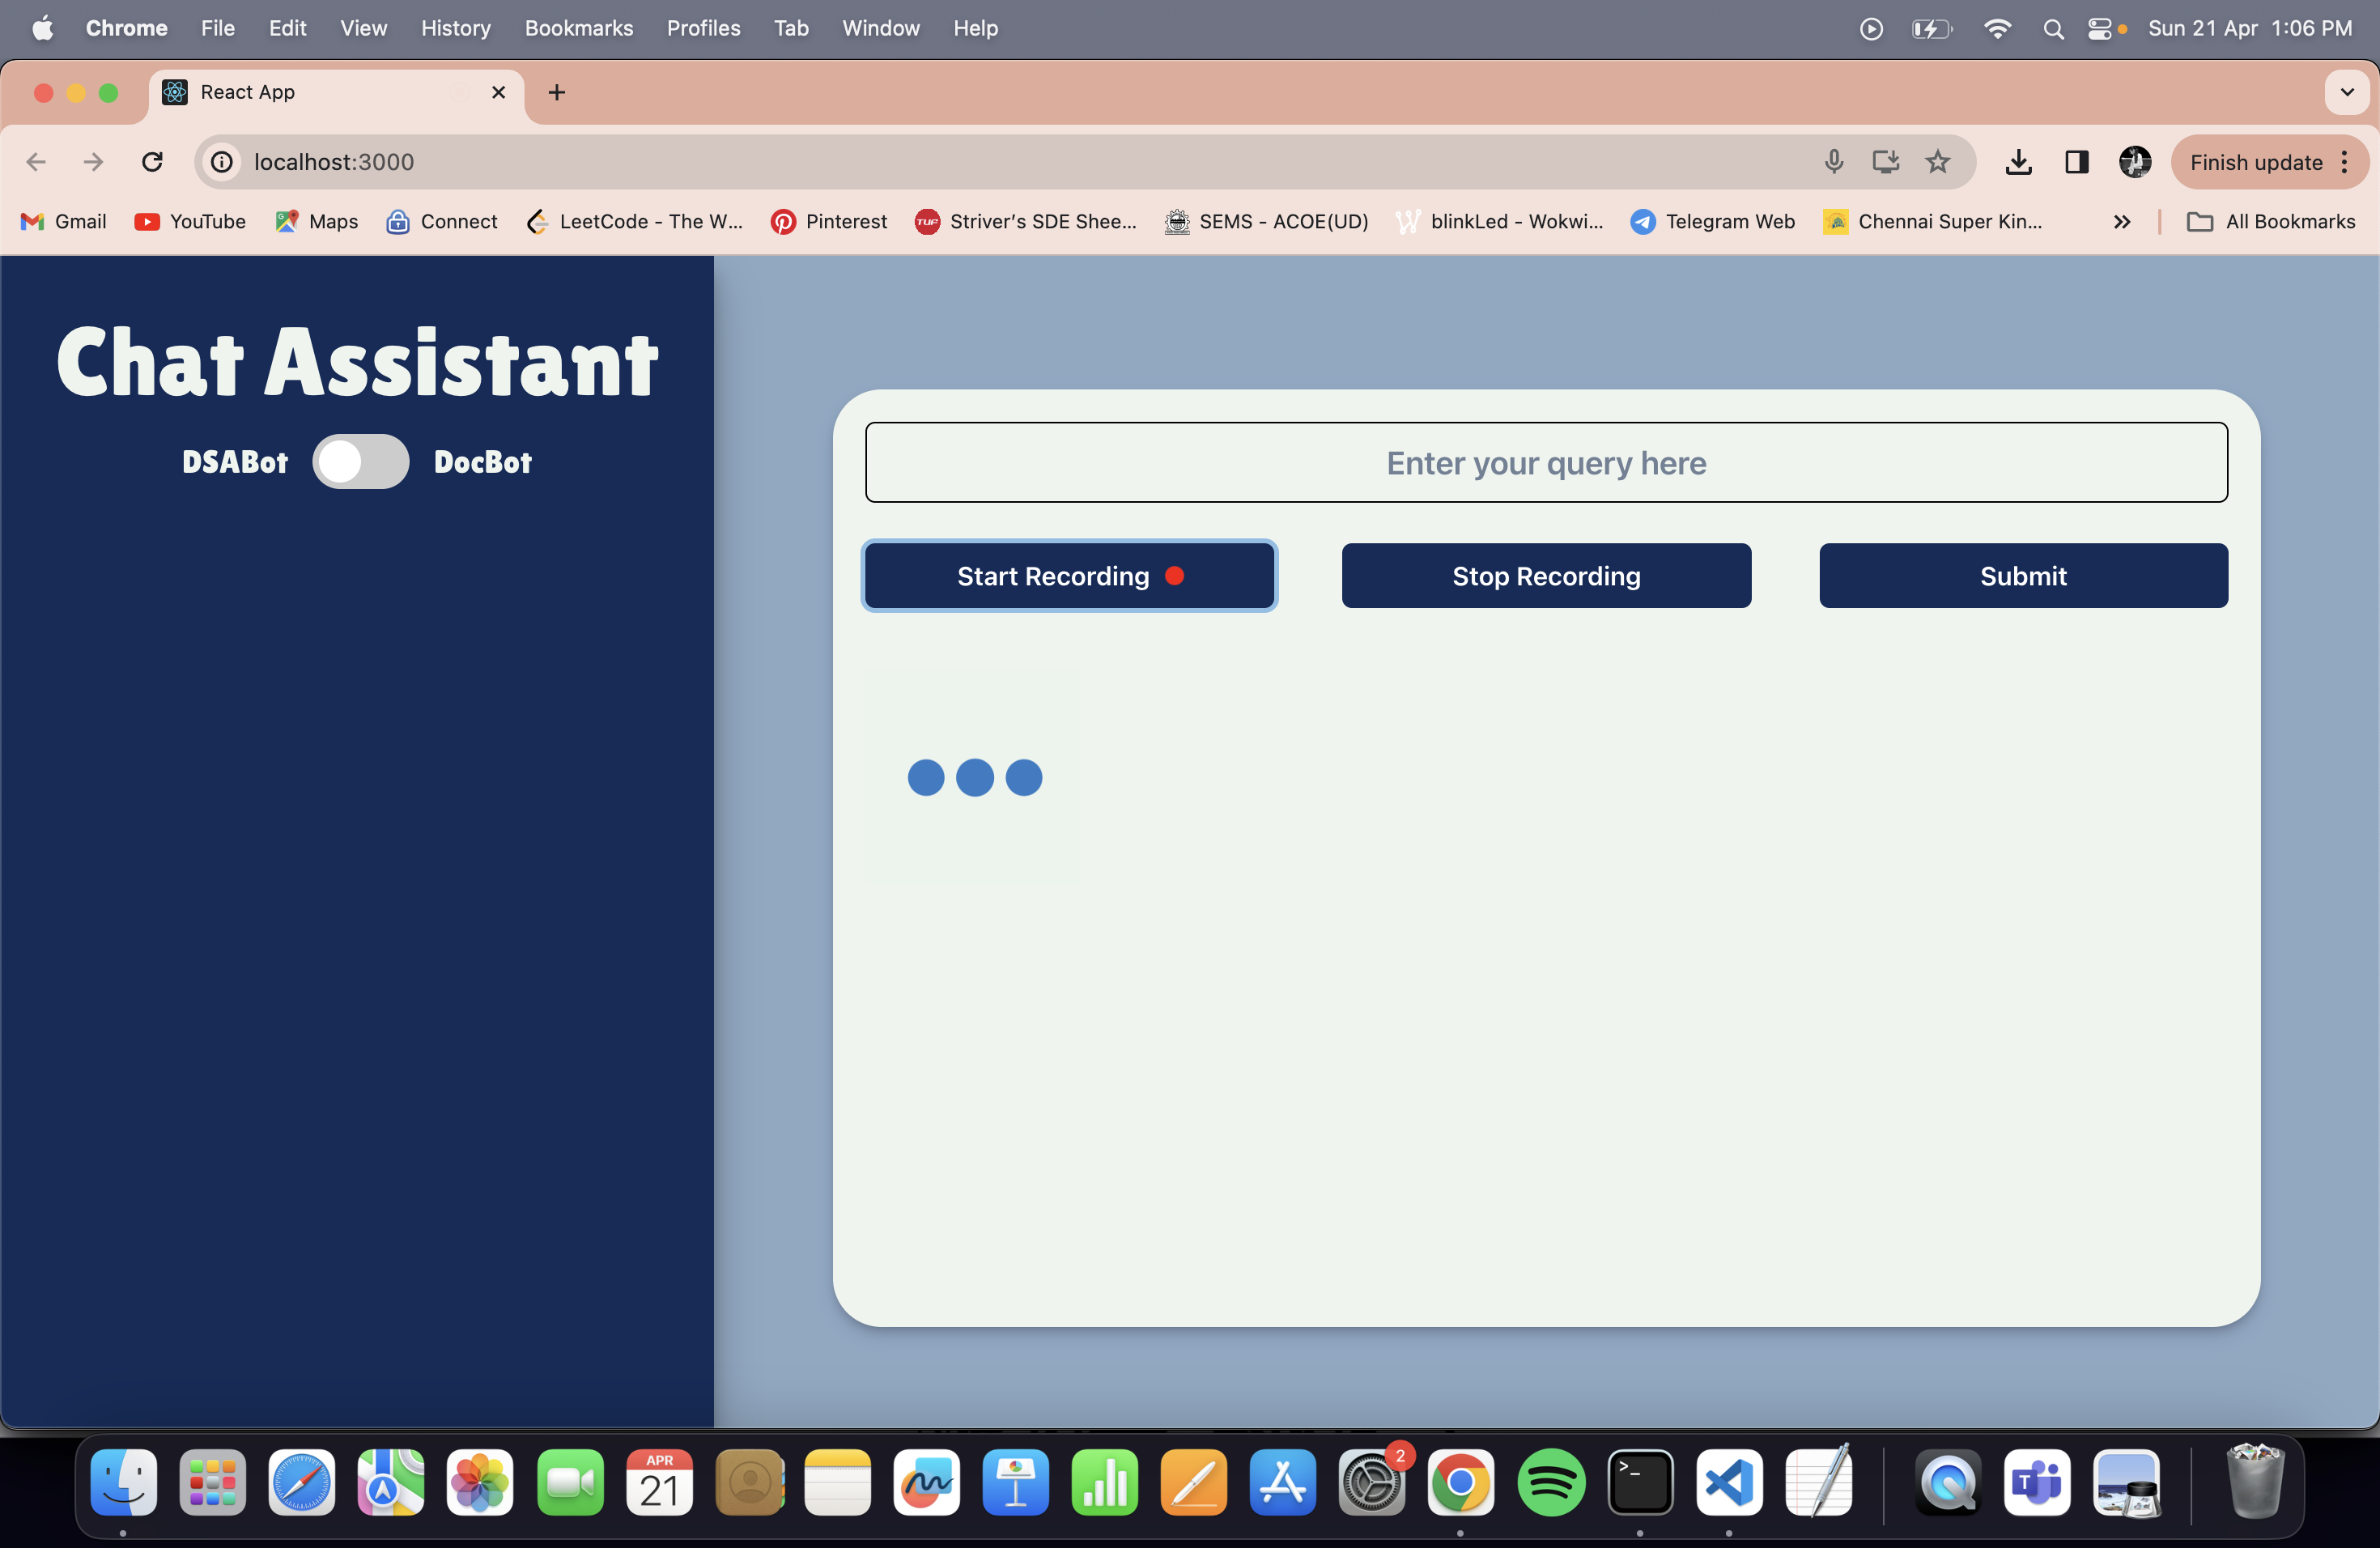 Chrome File Edit View History Bookmarks Profiles Tab Window Help Sun 21 Apr 1:06 PM
React App
localhost:3000 Finish update
Gmail YouTube Maps Connect LeetCode - The W... Pinterest Striver's SDE Shee... SEMS - ACOE(UD) blinkLed - Wokwi... Telegram Web Chennai Super Kin... All Bookmarks
Chat Assistant
DSABot DocBot
Enter your query here
Start Recording Stop Recording Submit
APR
21
2